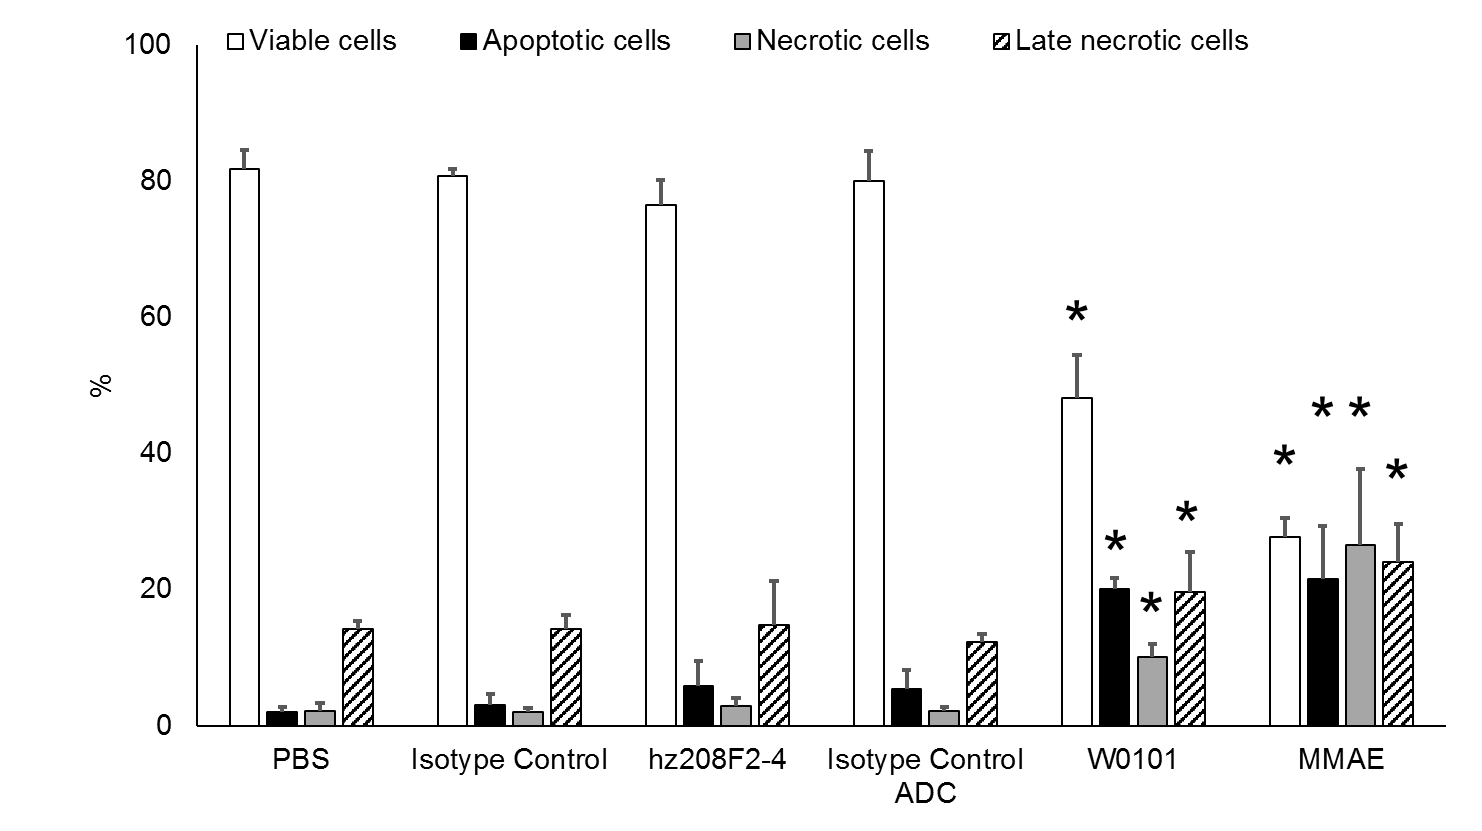 Viable cells Apoptotic cells Necrotic cells Late necrotic cells
100
80
60
40
20
0
%
* * * * * * * *
PBS Isotype Control hz208F2-4 Isotype Control ADC W0101 MMAE